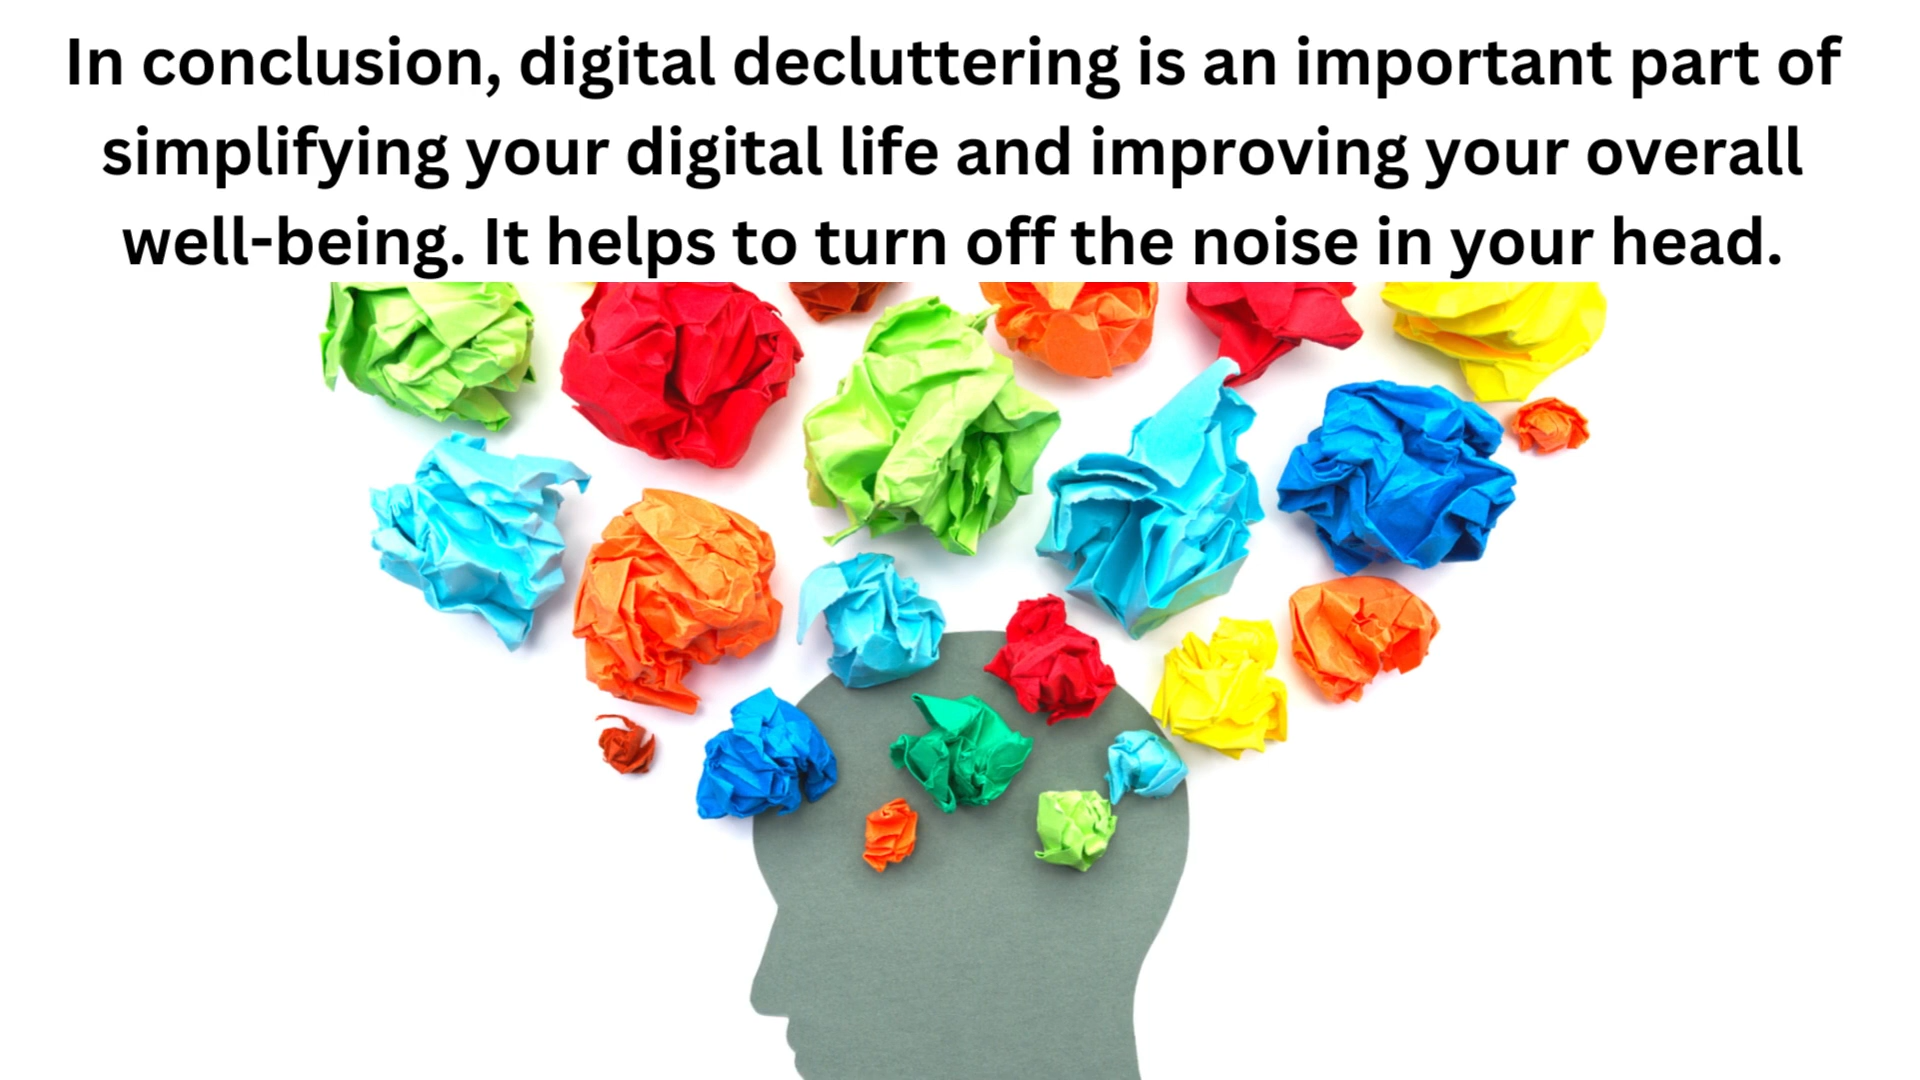 In conclusion, digital decluttering is an important part of
simplifying your digital life and improving your overall
well-being. It helps to turn off the noise in your head.